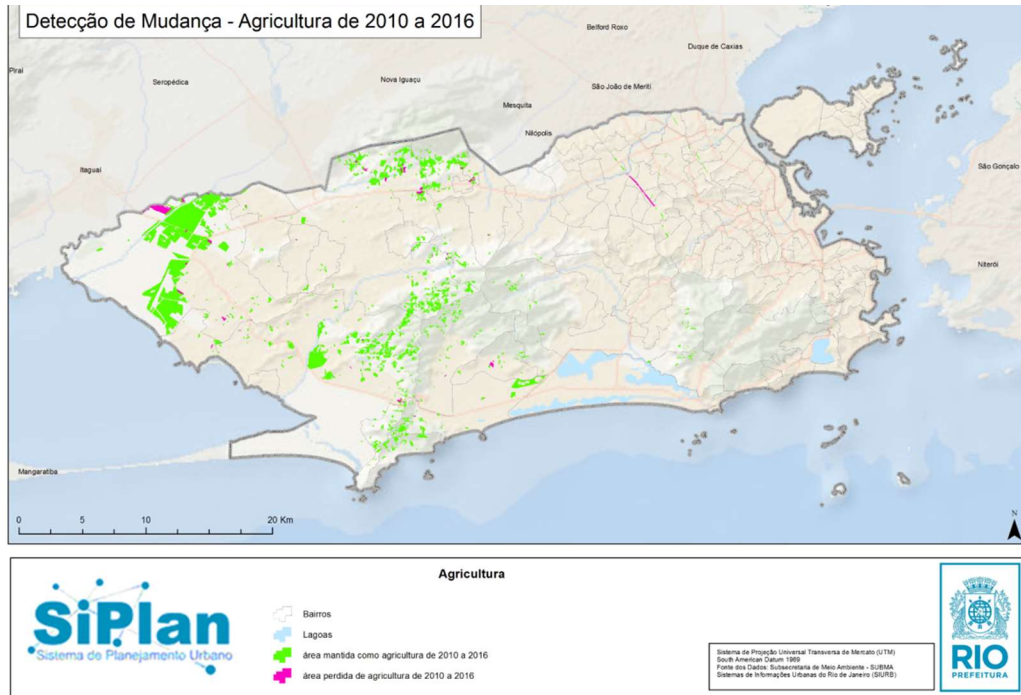 Detecção de Mudança - Agricultura de 2010 a 2016
Belford Roxo
Duque de Caxias
Piraí
Seropédica
Nova Iguaçu
São João de Meriti
Mesquita
Nilópolis
Itaguaí
São Gonçalo
Niterói
Mangaratiba
0 5 10 20 Km
N
Agricultura
SiPlan
Sistema de Planejamento Urbano
Bairros
Lagoas
área mantida como agricultura de 2010 a 2016
área perdida de agricultura de 2010 a 2016
Sistema de Projeção Universal Transversa de Mercato (UTM)
South American Datum 1969
Fonte dos Dados: Subsecretaria de Meio Ambiente - SUBMA
Sistemas de Informações Urbanas do Rio de Janeiro (SIURB)
RIO
PREFEITURA